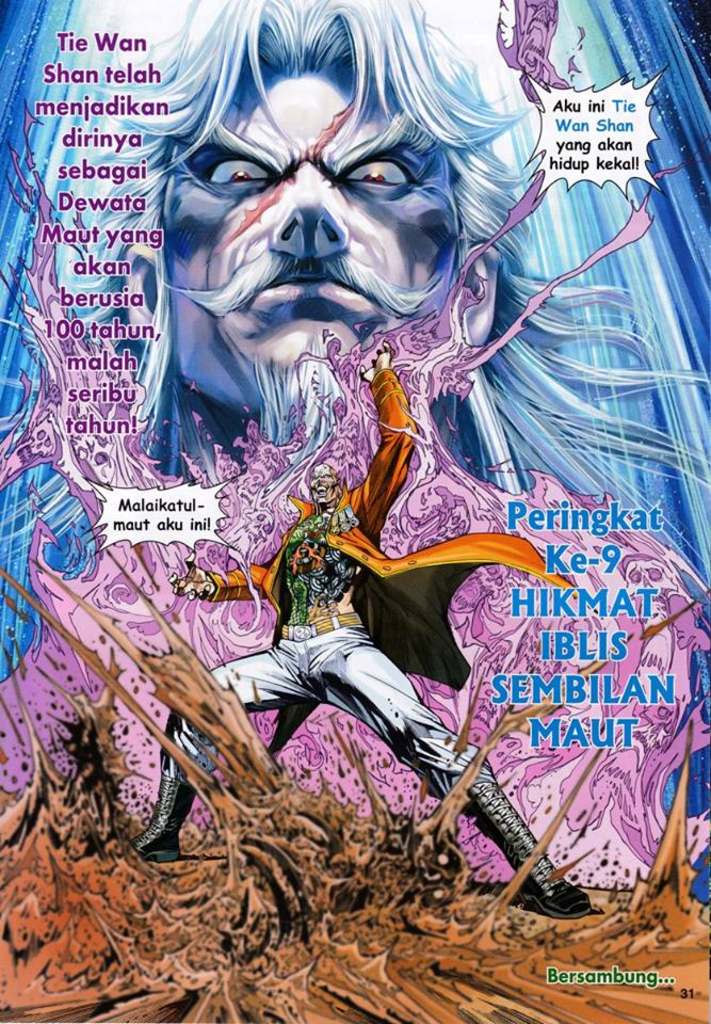 Tie Wan
Shan telah
menjadikan
dirinya
sebagai
Dewata
Maut yang
akan
berusia
100 tahun,
malah
seribu
tahun!
Aku ini Tie
Wan Shan
yang akan
hidup kekal!
Malaikatul-
maut aku ini!
Peringkat
Ke-9
HIKMAT
IBLIS
SEMBILAN
MAUT
Bersambung...
31